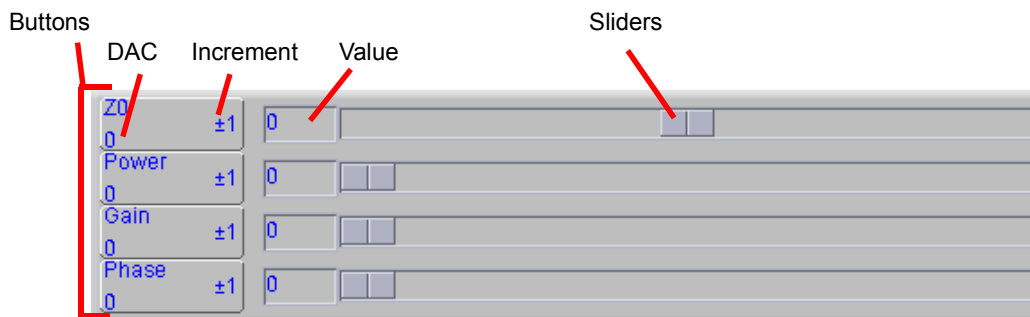 Buttons
Sliders
DAC
Increment
Value
Z0
±1
0
0
Power
±1
0
0
Gain
±1
0
0
Phase
±1
0
0